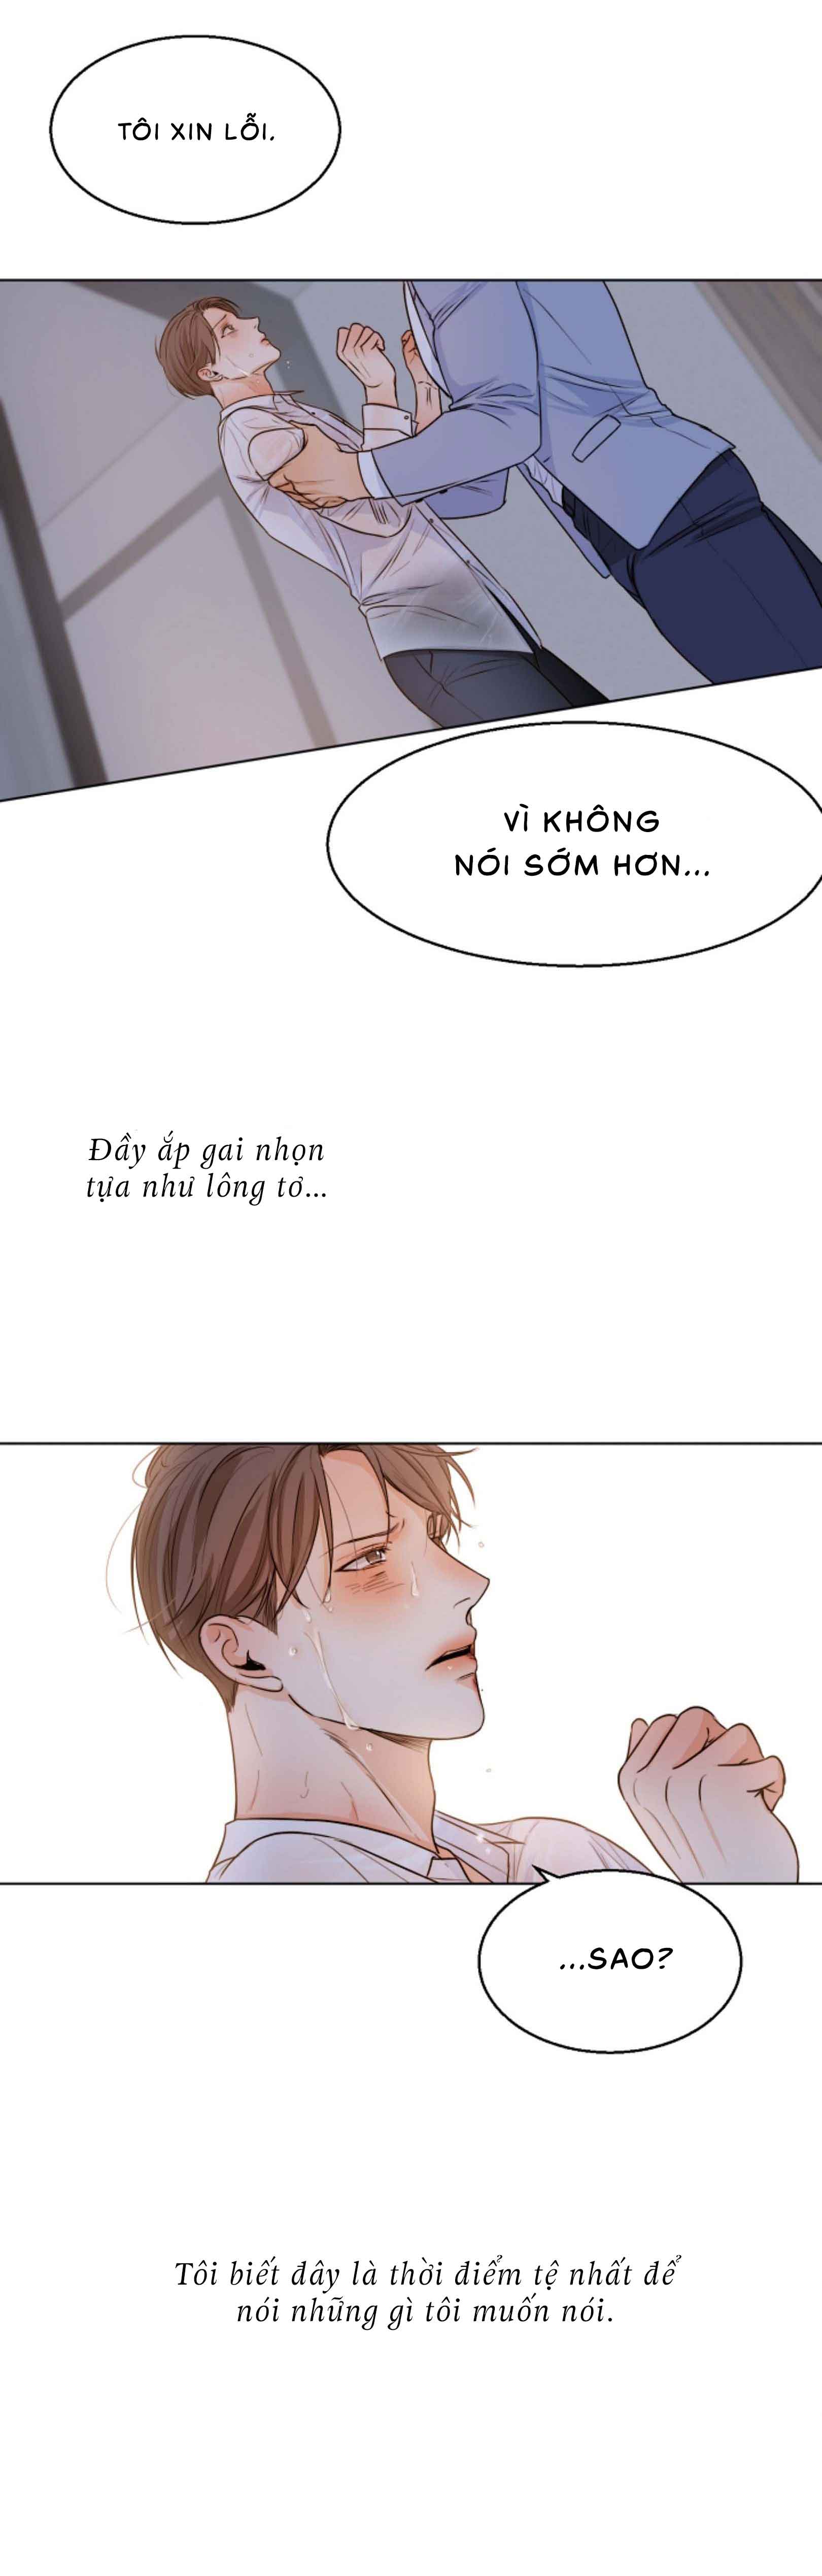 TÔI XIN LỖI.
VÌ KHÔNG
NÓI SỚM HƠN...
Đầy ắp gai nhọn
tựa như lông tơ...
...SAO?
Tôi biết đây là thời điểm tệ nhất để
nói những gì tôi muốn nói.